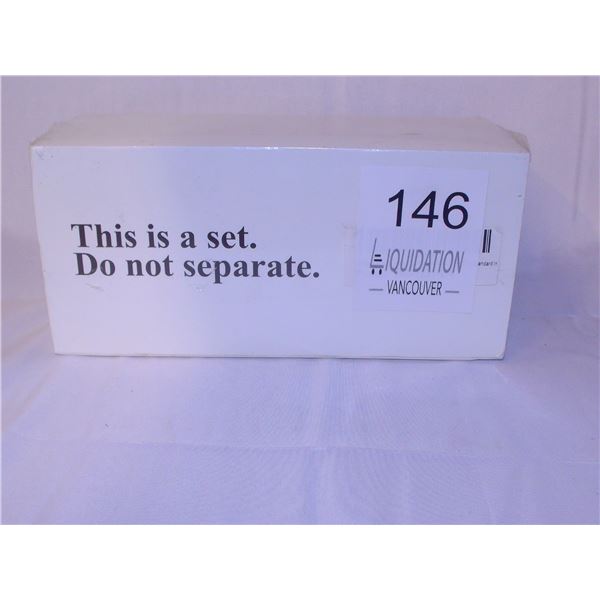 This is a set.
Do not separate.
146
LIQUIDATION
VANCOUVER